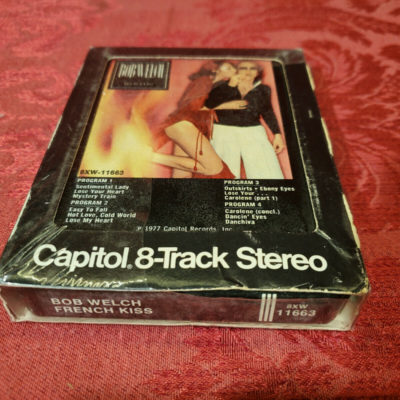 BOB WELCH
8XW-11663
PROGRAM 1
Sentimental Lady
Lose Your Heart
Mystery Train
PROGRAM 2
Easy To Fall
Hot Love, Cold World
Lose My Heart
PROGRAM 3
Outskirts • Ebony Eyes
Lose Your . . .
Carolene (part 1)
PROGRAM 4
Carolene (concl.)
Dancin' Eyes
Danchiva
℗ 1977 Capitol Records, Inc.
Capitol® 8-Track Stereo
BOB WELCH
FRENCH KISS
8XW
11663